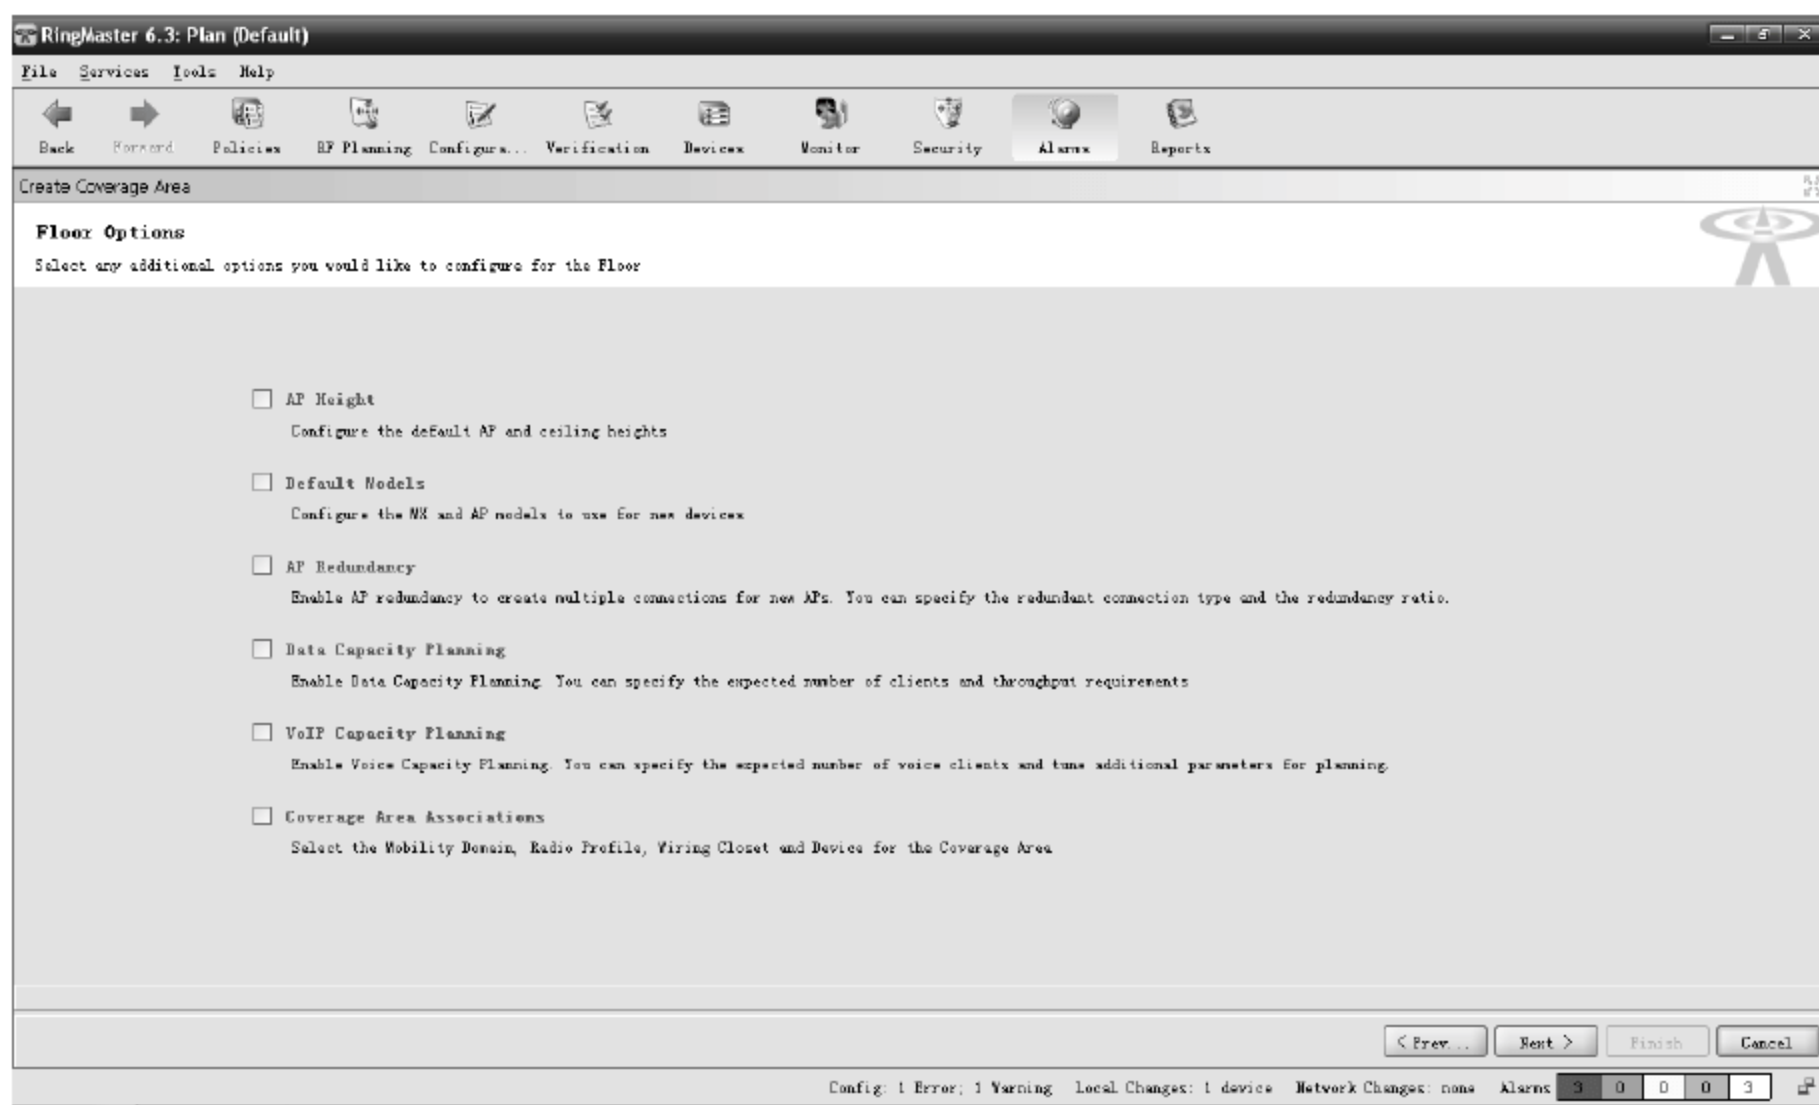 RingMaster 6.3: Plan (Default)
File Services Tools Help
Back Forward Policies RF Planning Configura... Verification Devices Monitor Security Alarms Reports
Create Coverage Area
Floor Options
Select any additional options you would like to configure for the Floor
AP Height
Configure the default AP and ceiling heights
Default Models
Configure the MX and AP models to use for new devices
AP Redundancy
Enable AP redundancy to create multiple connections for new APs. You can specify the redundant connection type and the redundancy ratio.
Data Capacity Planning
Enable Data Capacity Planning. You can specify the expected number of clients and throughput requirements
VoIP Capacity Planning
Enable Voice Capacity Planning. You can specify the expected number of voice clients and tune additional parameters for planning.
Coverage Area Associations
Select the Mobility Domain, Radio Profile, Wiring Closet and Device for the Coverage Area
< Prev... Next > Finish Cancel
Config: 1 Error; 1 Warning Local Changes: 1 device Network Changes: none Alarms 3 0 0 0 3